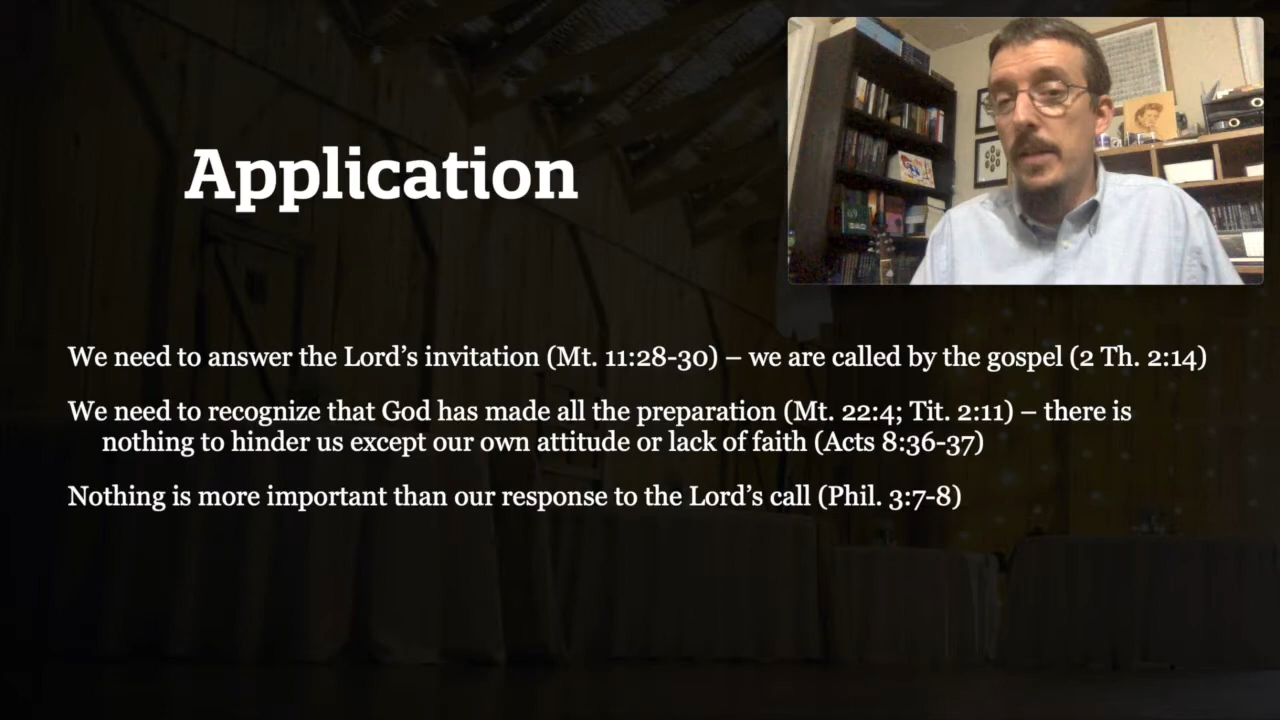 Application
We need to answer the Lord’s invitation (Mt. 11:28-30) – we are called by the gospel (2 Th. 2:14)
We need to recognize that God has made all the preparation (Mt. 22:4; Tit. 2:11) – there is
nothing to hinder us except our own attitude or lack of faith (Acts 8:36-37)
Nothing is more important than our response to the Lord’s call (Phil. 3:7-8)